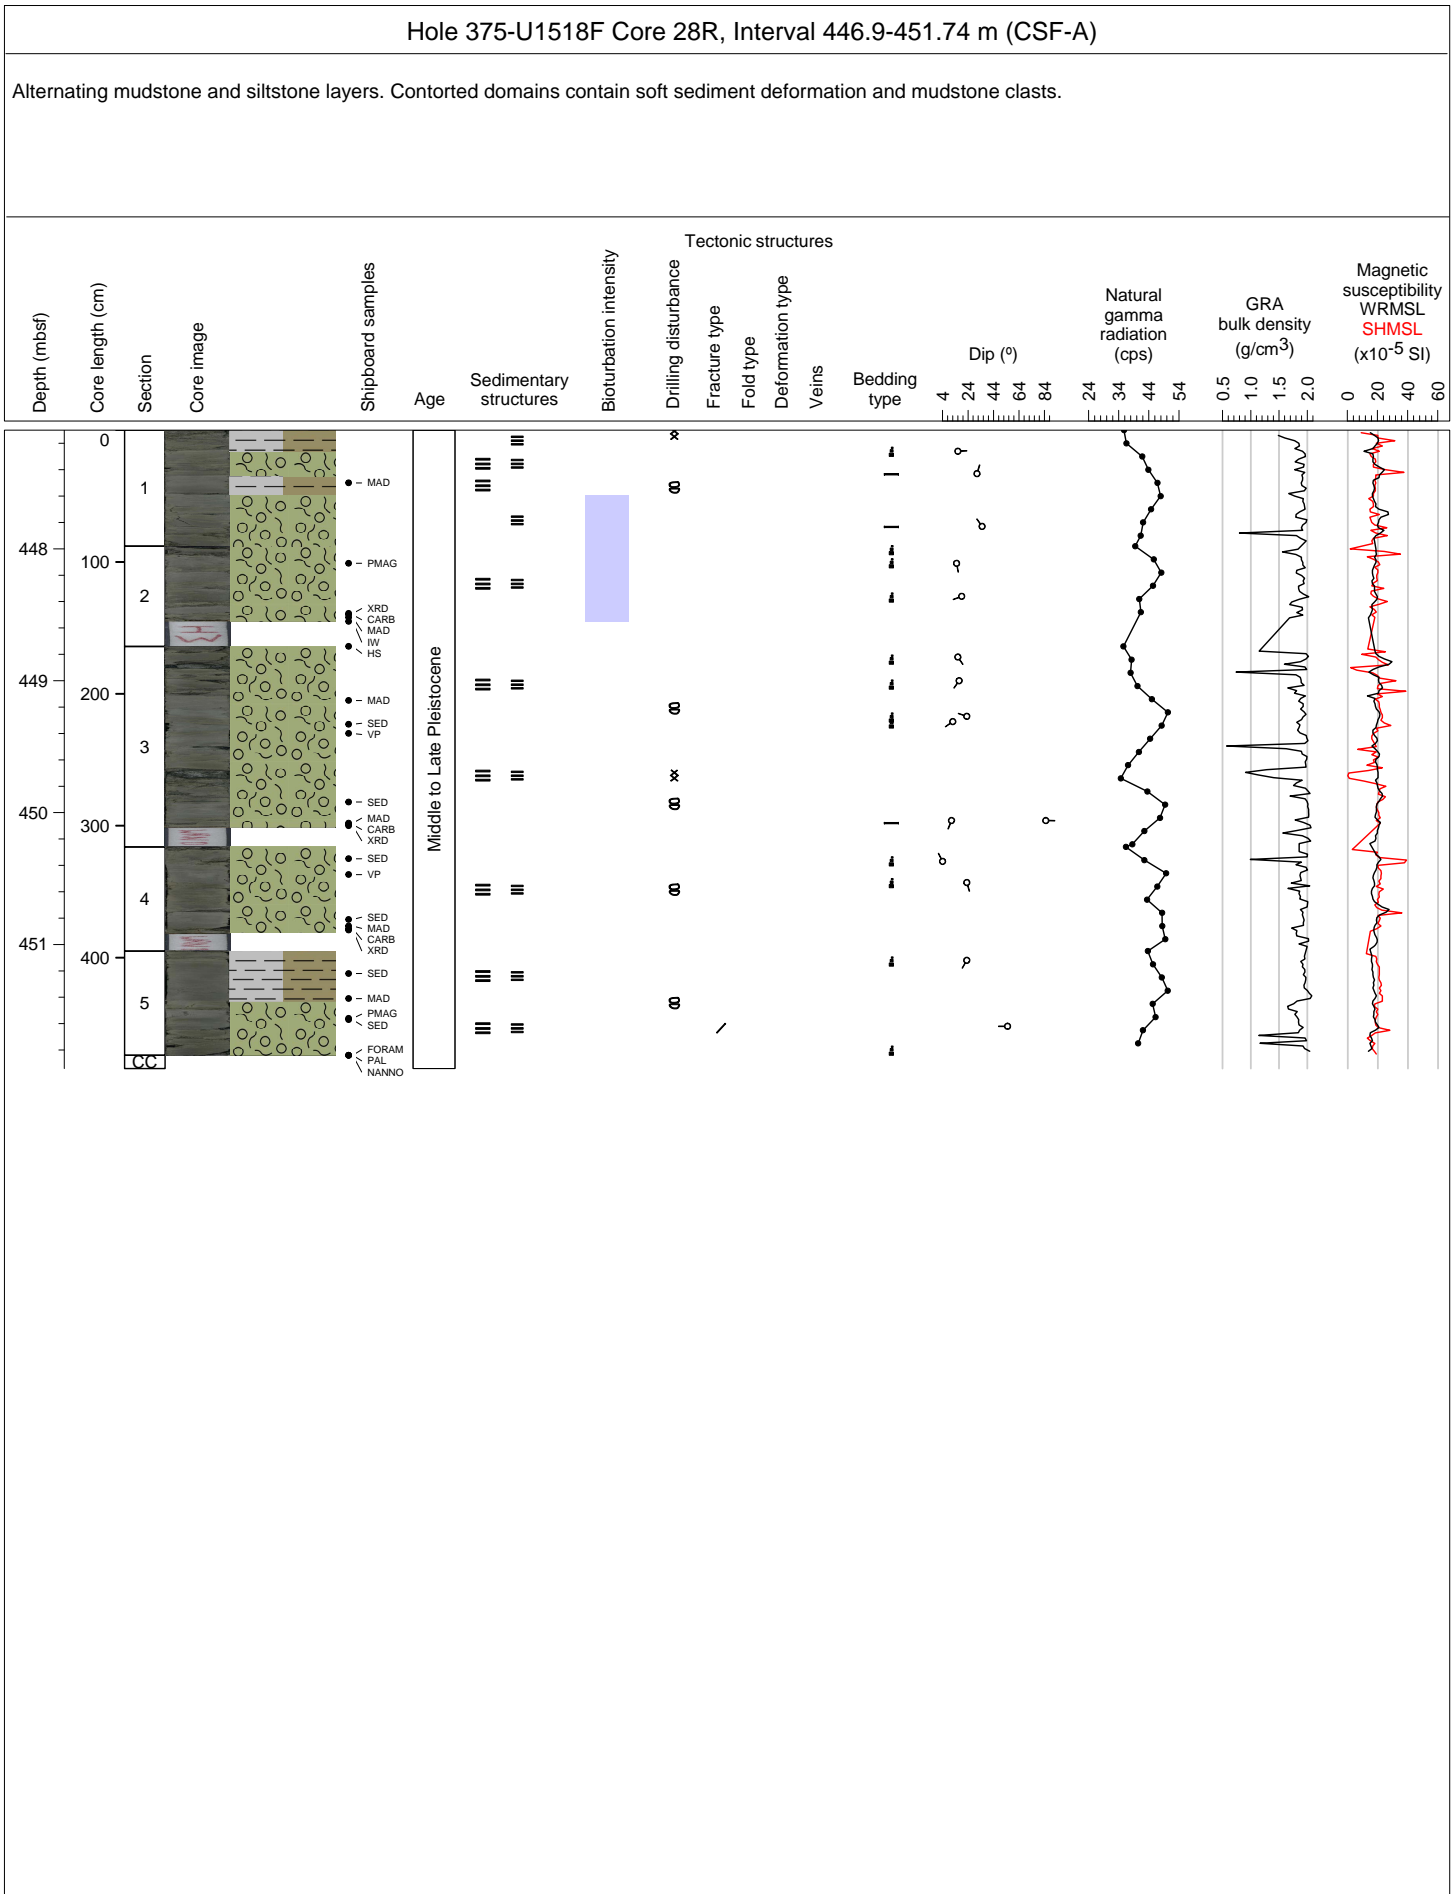 Hole 375-U1518F Core 28R, Interval 446.9-451.74 m (CSF-A)
Alternating mudstone and siltstone layers. Contorted domains contain soft sediment deformation and mudstone clasts.
Depth (mbsf)
Core length (cm)
Section
Core image
Shipboard samples
Age
Sedimentary
structures
Bioturbation intensity
Drilling disturbance
Tectonic structures
Fracture type
Fold type
Deformation type
Veins
Bedding
type
Dip (º)
4 24 44 64 84
Natural
gamma
radiation
(cps)
24 34 44 54
GRA
bulk density
(g/cm3)
0.5 1.0 1.5 2.0
Magnetic
susceptibility
WRMSL
SHMSL
(x10-5 SI)
0 20 40 60
448
449
450
451
0
100
200
300
400
1
2
3
4
5
CC
MAD
PMAG
XRD
CARB
MAD
IW
HS
MAD
SED
VP
SED
MAD
CARB
XRD
SED
VP
SED
MAD
CARB
XRD
SED
MAD
PMAG
SED
FORAM
PAL
NANNO
Middle to Late Pleistocene